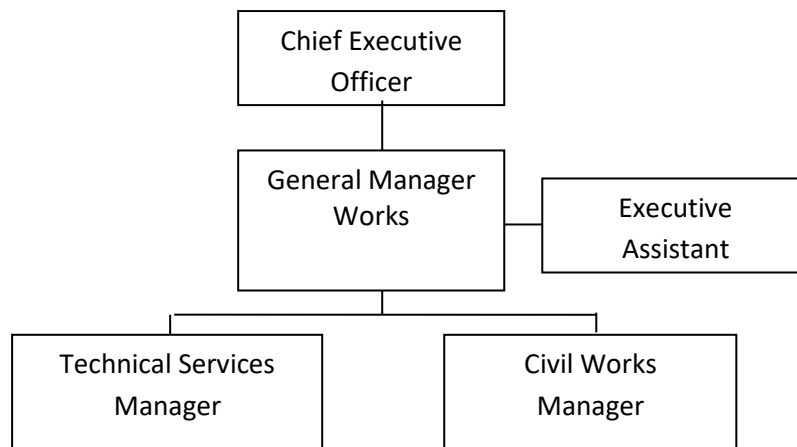 Chief Executive
Officer
General Manager
Works
Executive
Assistant
Technical Services
Manager
Civil Works
Manager